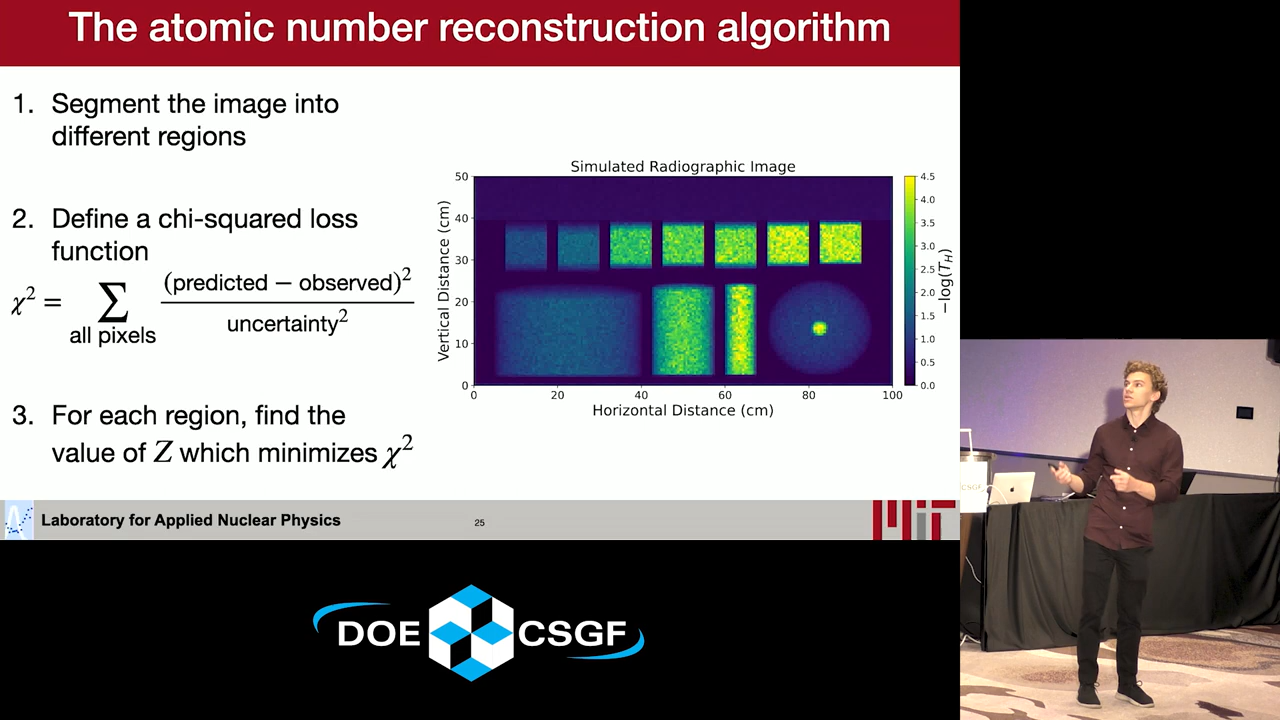 The atomic number reconstruction algorithm
1. Segment the image into
different regions
2. Define a chi-squared loss
function
χ² = ∑ (predicted − observed)² / uncertainty²
all pixels
3. For each region, find the
value of Z which minimizes χ²
Simulated Radiographic Image
50
40
30
20
10
0
Vertical Distance (cm)
0 20 40 60 80 100
Horizontal Distance (cm)
4.5
4.0
3.5
3.0
2.5
2.0
1.5
1.0
0.5
0.0
−log(T_H)
Laboratory for Applied Nuclear Physics
25
MIT
DOE CSGF
CSGF